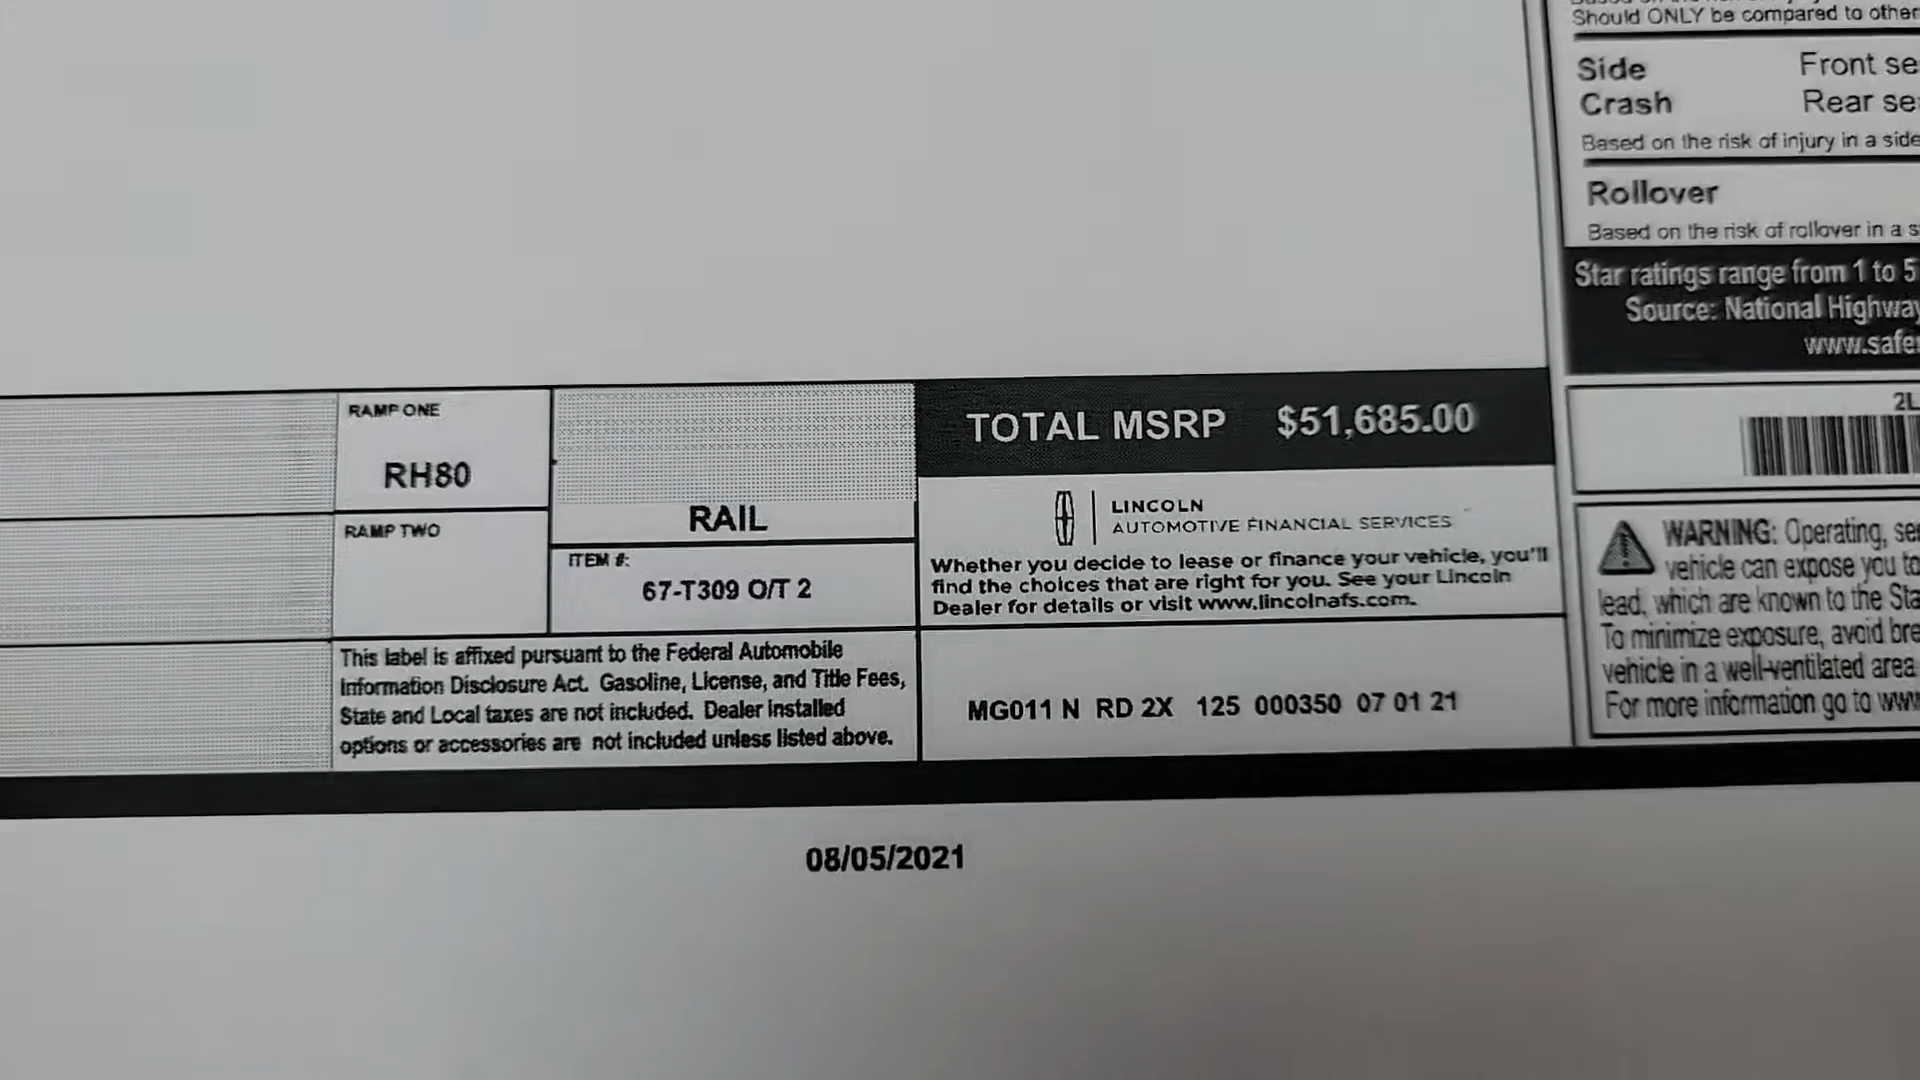 Should ONLY be compared to other
Side Front se
Crash Rear se
Based on the risk of injury in a side
Rollover
Based on the risk of rollover in a s
Star ratings range from 1 to 5
Source: National Highway
www.safe
RAMP ONE
RH80
RAMP TWO
RAIL
ITEM #:
67-T309 O/T 2
This label is affixed pursuant to the Federal Automobile
Information Disclosure Act. Gasoline, License, and Title Fees,
State and Local taxes are not included. Dealer installed
options or accessories are not included unless listed above.
TOTAL MSRP $51,685.00
LINCOLN
AUTOMOTIVE FINANCIAL SERVICES
Whether you decide to lease or finance your vehicle, you'll
find the choices that are right for you. See your Lincoln
Dealer for details or visit www.lincolnafs.com.
MG011 N RD 2X 125 000350 07 01 21
2L
WARNING: Operating, se
vehicle can expose you to
lead, which are known to the Sta
To minimize exposure, avoid bre
vehicle in a well-ventilated area
For more information go to www
08/05/2021